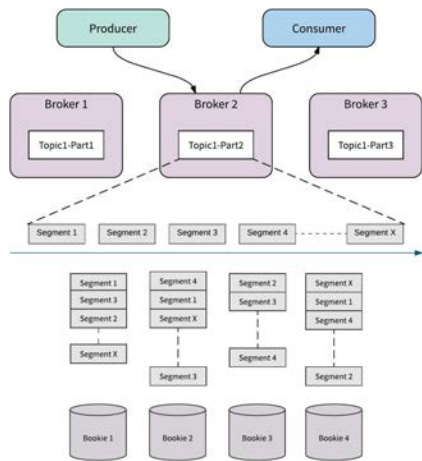 Producer
Consumer
Broker 1
Broker 2
Broker 3
Topic1-Part1
Topic1-Part2
Topic1-Part3
Segment 1
Segment 2
Segment 3
Segment 4
Segment X
Segment 1
Segment 3
Segment 2
Segment X
Segment 4
Segment 1
Segment X
Segment 3
Segment 2
Segment 3
Segment 4
Segment X
Segment 1
Segment 4
Segment 2
Bookie 1
Bookie 2
Bookie 3
Bookie 4